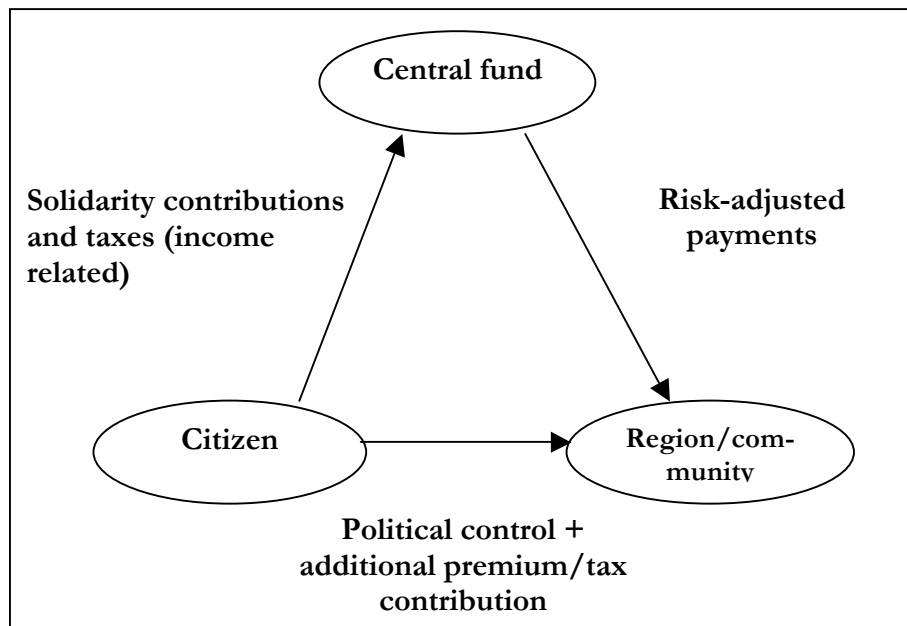 Central fund
Solidarity contributions
and taxes (income
related)
Risk-adjusted
payments
Citizen
Region/com-
munity
Political control +
additional premium/tax
contribution